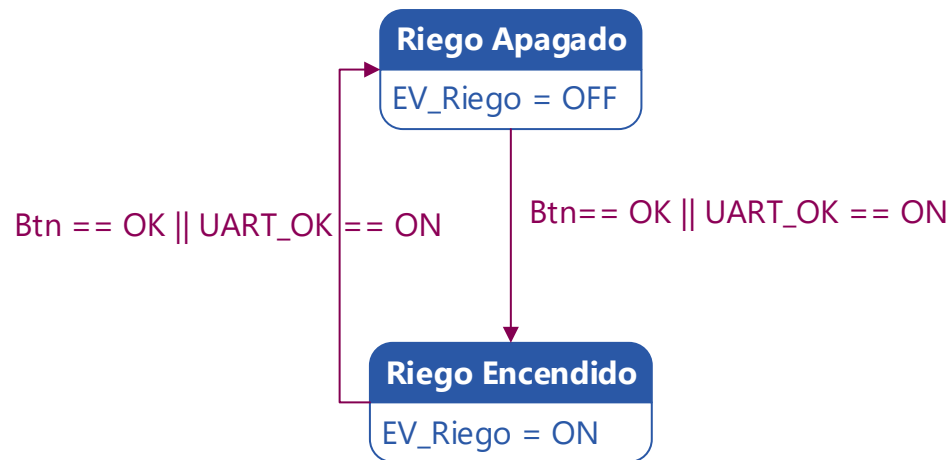 Riego Apagado
EV_Riego = OFF
Btn == OK || UART_OK == ON
Btn== OK || UART_OK == ON
Riego Encendido
EV_Riego = ON